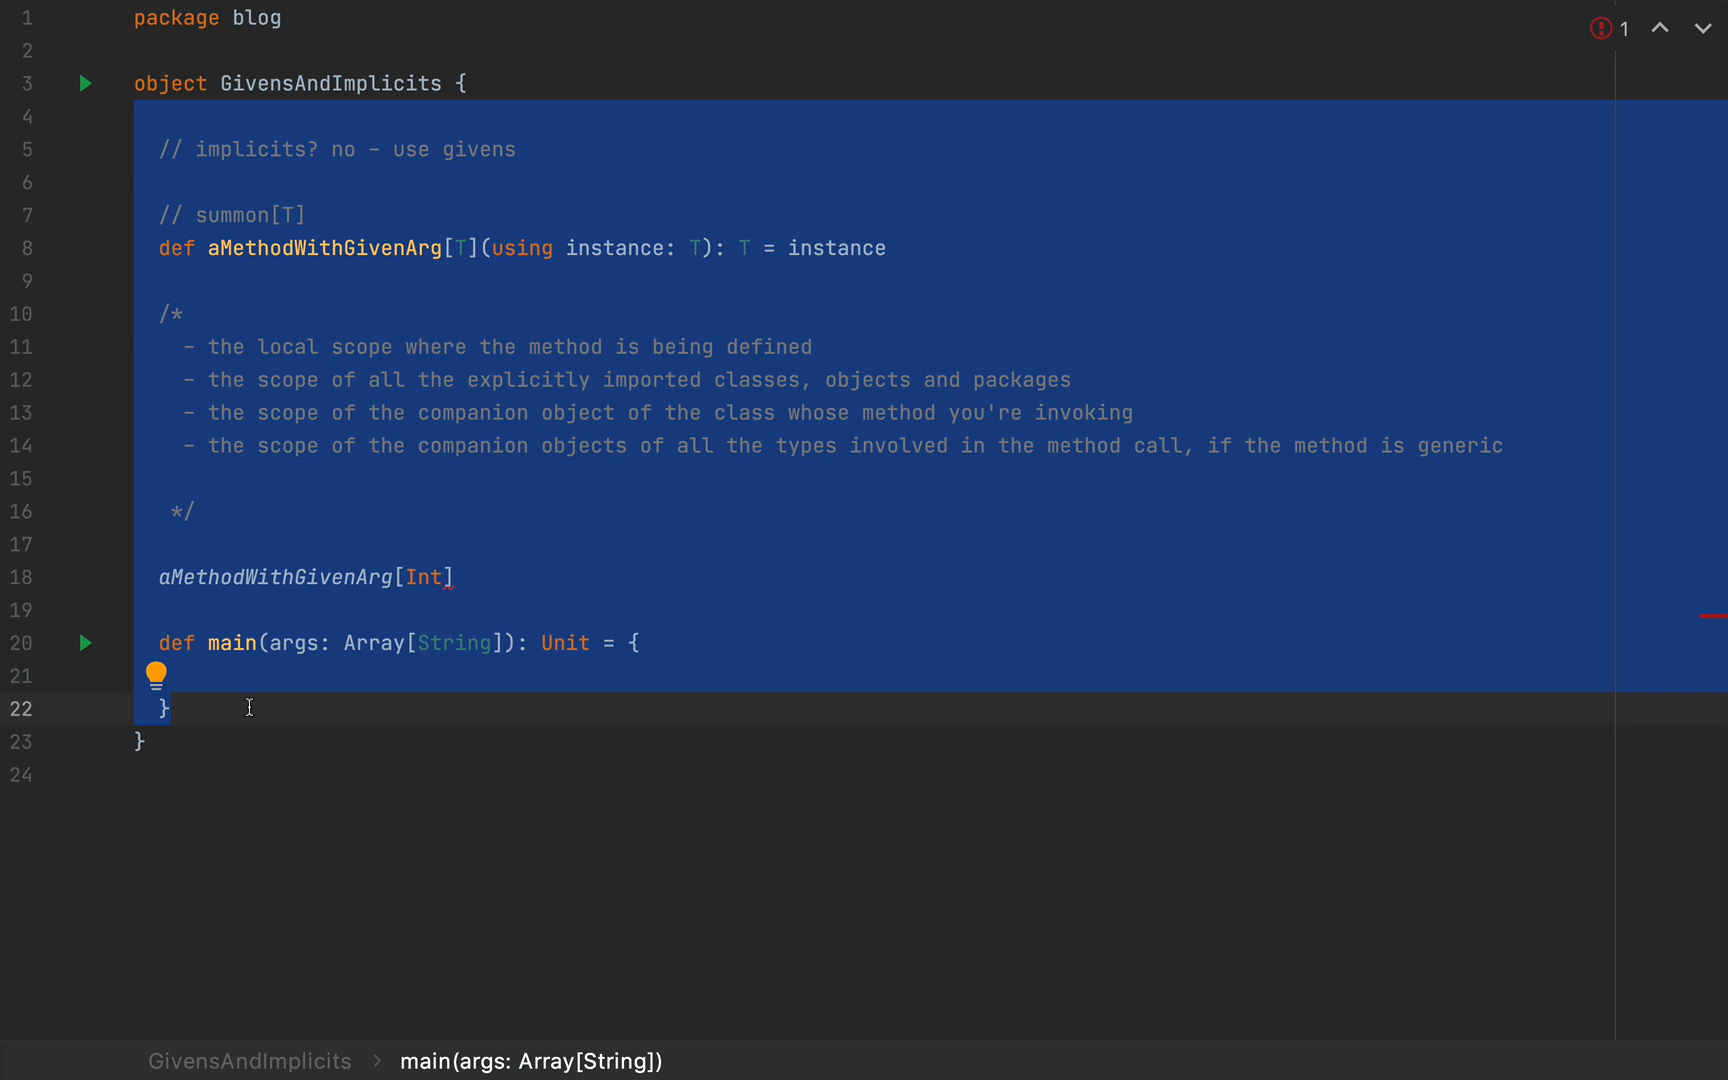 1 package blog
1
2
3 object GivensAndImplicits {
4
5 // implicits? no – use givens
6
7 // summon[T]
8 def aMethodWithGivenArg[T](using instance: T): T = instance
9
10 /*
11 – the local scope where the method is being defined
12 – the scope of all the explicitly imported classes, objects and packages
13 – the scope of the companion object of the class whose method you're invoking
14 – the scope of the companion objects of all the types involved in the method call, if the method is generic
15
16 */
17
18 aMethodWithGivenArg[Int]
19
20 def main(args: Array[String]): Unit = {
21
22 }
23 }
24
GivensAndImplicits > main(args: Array[String])